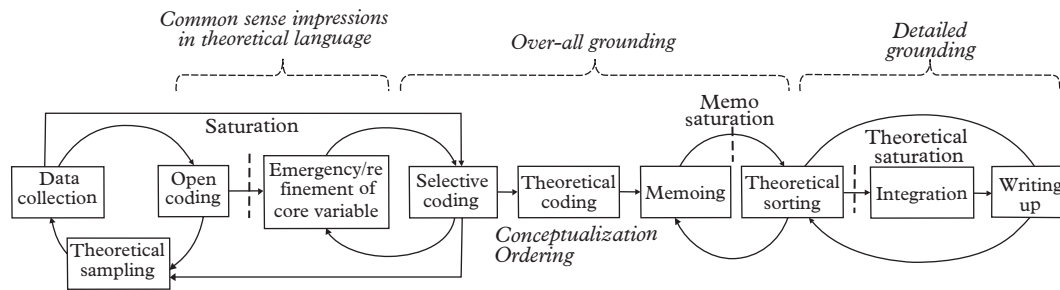 Common sense impressions
in theoretical language
Over-all grounding
Detailed
grounding
Saturation
Memo
saturation
Theoretical
saturation
Data
collection
Open
coding
Emergency/re
finement of
core variable
Selective
coding
Theoretical
coding
Memoing
Theoretical
sorting
Integration
Writing
up
Theoretical
sampling
Conceptualization
Ordering